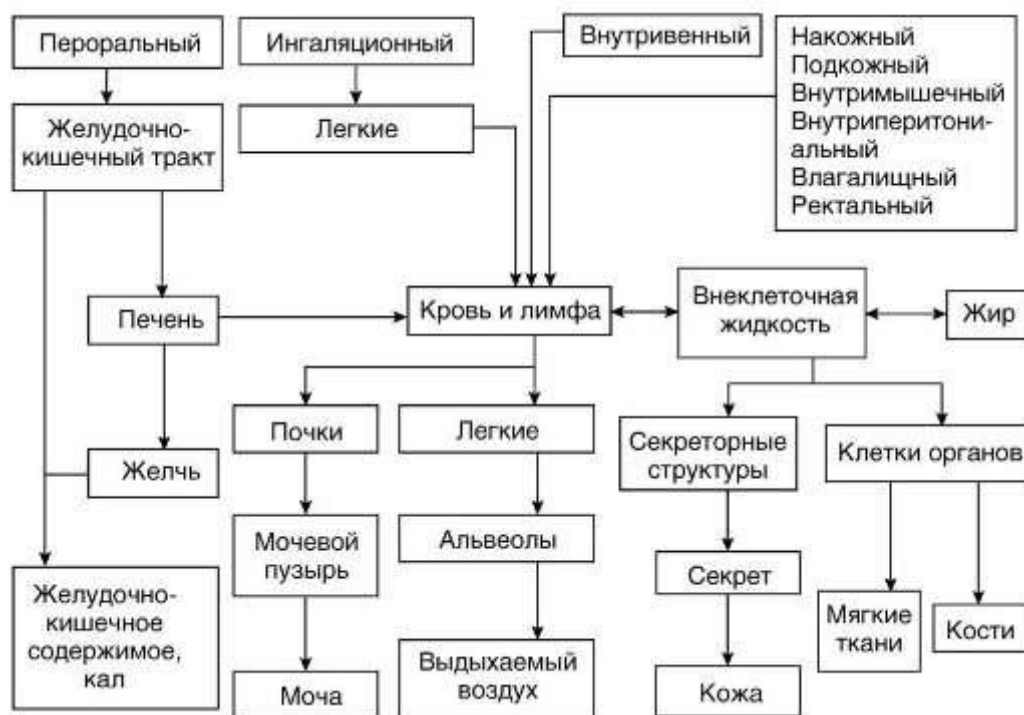 Пероральный
Ингаляционный
Внутривенный
Накожный
Подкожный
Внутримышечный
Внутриперитони-
альный
Влагалищный
Ректальный
Желудочно-
кишечный тракт
Легкие
Печень
Кровь и лимфа
Внеклеточная
жидкость
Жир
Желчь
Почки
Легкие
Секреторные
структуры
Клетки органов
Мочевой
пузырь
Альвеолы
Секрет
Мягкие
ткани
Кости
Желудочно-
кишечное
содержимое,
кал
Моча
Выдыхаемый
воздух
Кожа